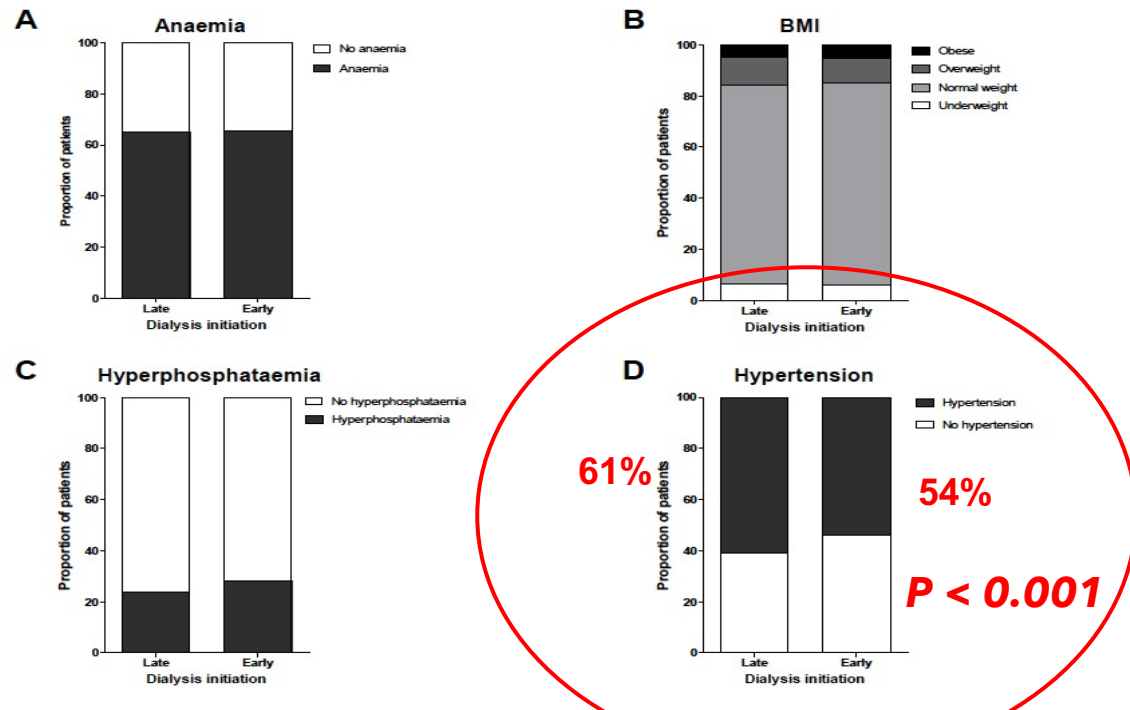 A
Anaemia
No anaemia
Anaemia
Proportion of patients
100
80
60
40
20
0
Late
Early
Dialysis initiation
B
BMI
Obese
Overweight
Normal weight
Underweight
Proportion of patients
100
80
60
40
20
0
Late
Early
Dialysis initiation
C
Hyperphosphataemia
No hyperphosphataemia
Hyperphosphataemia
Proportion of patients
100
80
60
40
20
0
Late
Early
Dialysis initiation
D
Hypertension
Hypertension
No hypertension
Proportion of patients
100
80
60
40
20
0
Late
Early
Dialysis initiation
61%
54%
P < 0.001